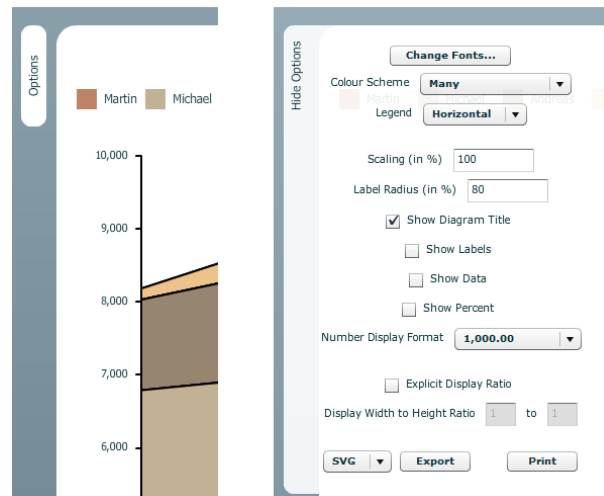 Options
Martin Michael
10,000
9,000
8,000
7,000
6,000
Hide Options
Change Fonts...
Colour Scheme Many
Martin Michael Andreas
Legend Horizontal
Scaling (in %) 100
Label Radius (in %) 80
Show Diagram Title
Show Labels
Show Data
Show Percent
Number Display Format 1,000.00
Explicit Display Ratio
Display Width to Height Ratio 1 to 1
SVG Export Print